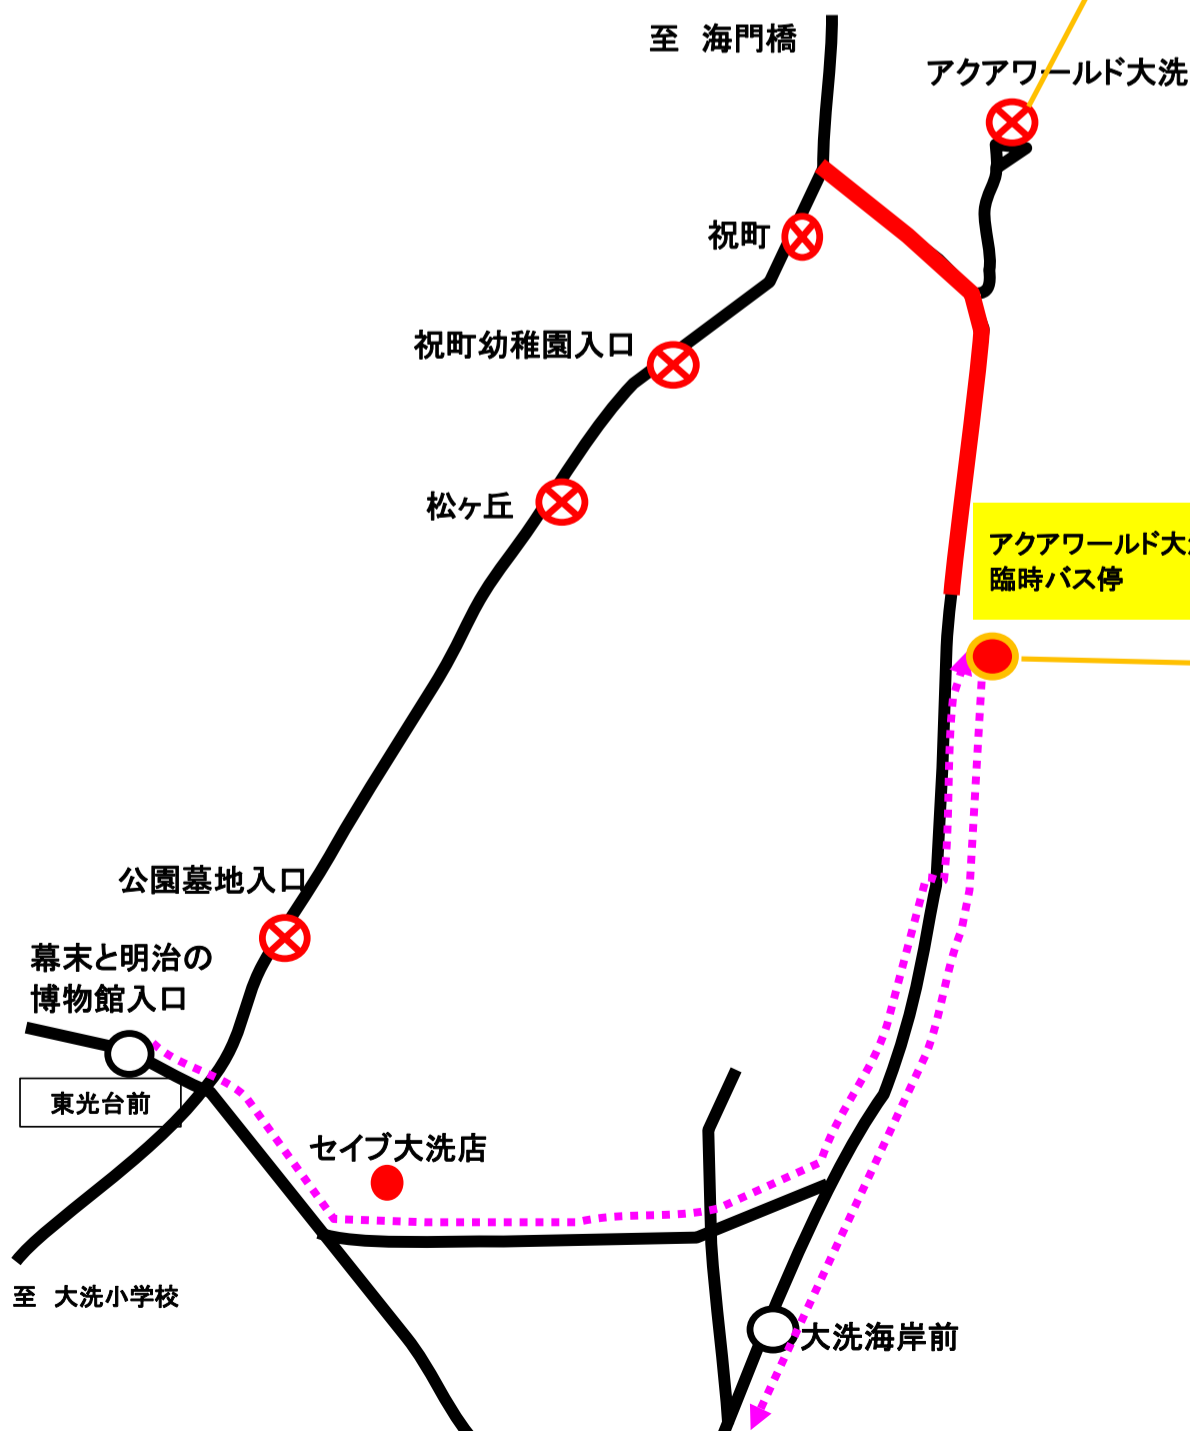 至　海門橋
アクアワールド大洗
祝町
祝町幼稚園入口
松ヶ丘
アクアワールド大
臨時バス停
公園墓地入口
幕末と明治の
博物館入口
東光台前
セイブ大洗店
至　大洗小学校
大洗海岸前